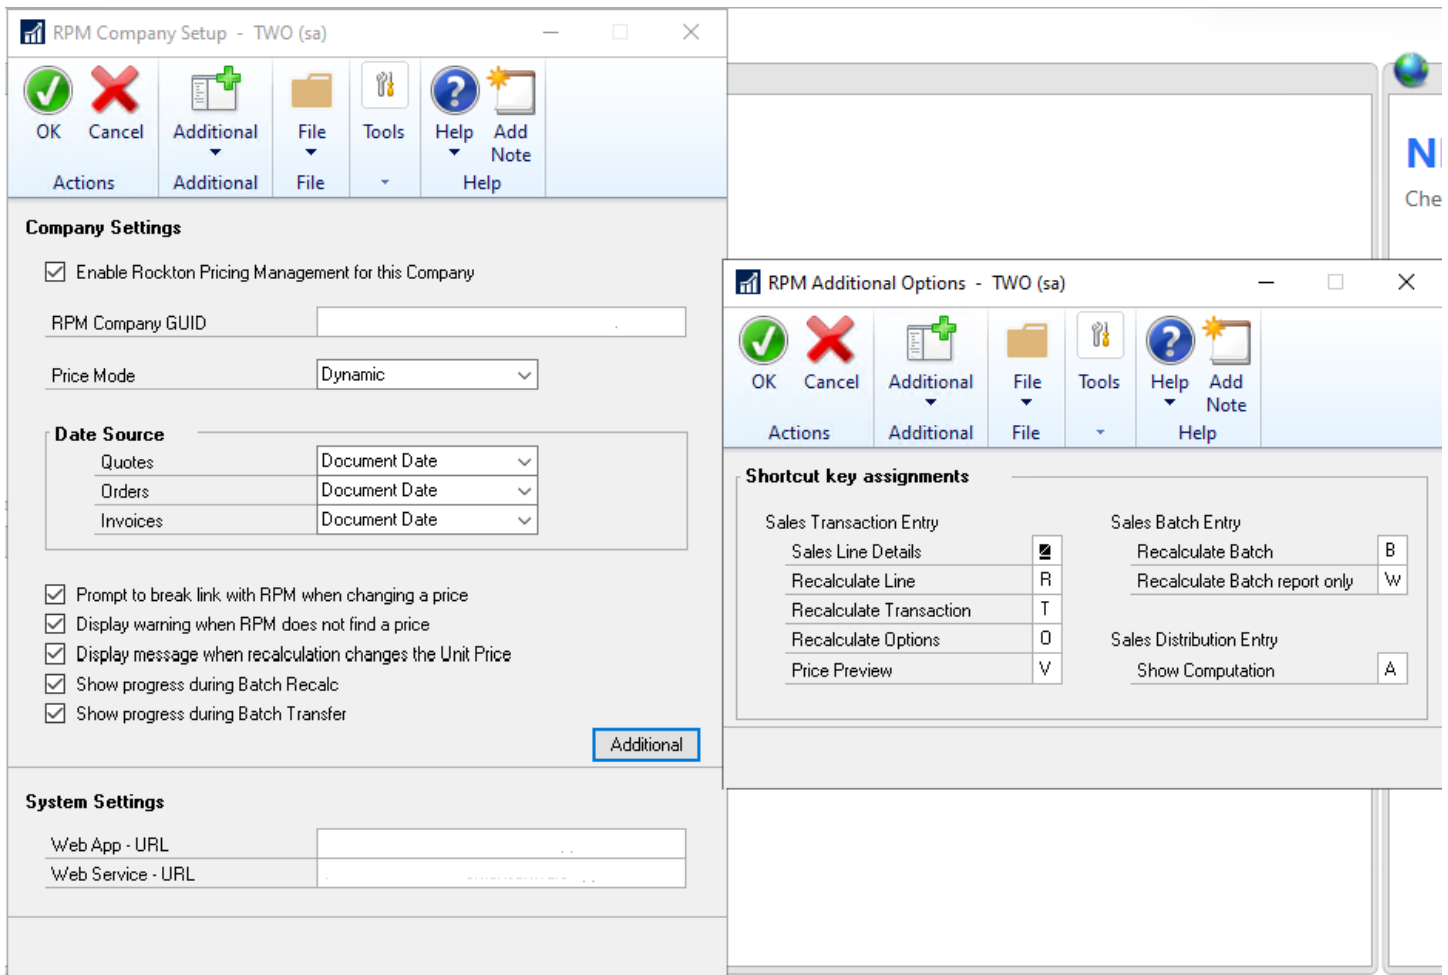 RPM Company Setup - TWO (sa)
OK
Cancel
Additional
File
Tools
Help
Add
Note
Actions
Additional
File
Help
Company Settings
Enable Rockton Pricing Management for this Company
RPM Company GUID
Price Mode
Dynamic
Date Source
Quotes
Document Date
Orders
Document Date
Invoices
Document Date
Prompt to break link with RPM when changing a price
Display warning when RPM does not find a price
Display message when recalculation changes the Unit Price
Show progress during Batch Recalc
Show progress during Batch Transfer
Additional
System Settings
Web App - URL
Web Service - URL
Che
RPM Additional Options - TWO (sa)
OK
Cancel
Additional
File
Tools
Help
Add
Note
Actions
Additional
File
Help
Shortcut key assignments
Sales Transaction Entry
Sales Line Details
Recalculate Line R
Recalculate Transaction T
Recalculate Options O
Price Preview V
Sales Batch Entry
Recalculate Batch B
Recalculate Batch report only W
Sales Distribution Entry
Show Computation A